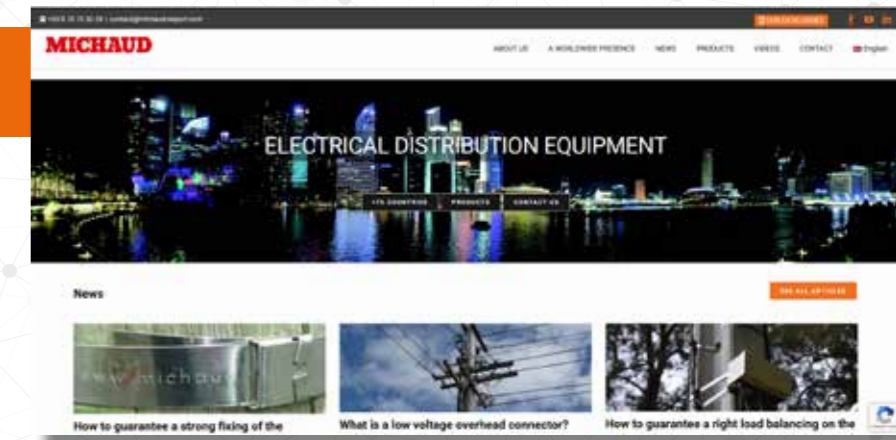 MICHAUD
ABOUT US
A WORLDWIDE PRESENCE
NEWS
PRODUCTS
VIDEOS
CONTACT
English
ELECTRICAL DISTRIBUTION EQUIPMENT
COUNTRIES
PRODUCTS
CONTACT US
News
SEE ALL ARTICLES
michaud
How to guarantee a strong fixing of the
What is a low voltage overhead connector?
How to guarantee a right load balancing on the